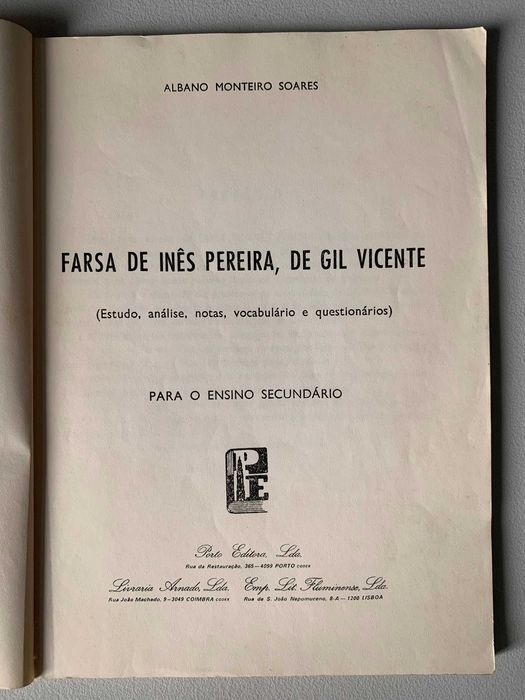 ALBANO MONTEIRO SOARES
FARSA DE INÊS PEREIRA, DE GIL VICENTE
(Estudo, análise, notas, vocabulário e questionários)
PARA O ENSINO SECUNDÁRIO
PE
Porto Editora, Lda.
Rua da Restauração, 365—4099 PORTO CODEX
Livraria Arnado, Lda. Emp. Lit. Fluminense, Lda.
Rua João Machado, 9—3049 COIMBRA CODEX Rua de S. João Nepomuceno, 8-A—1200 LISBOA